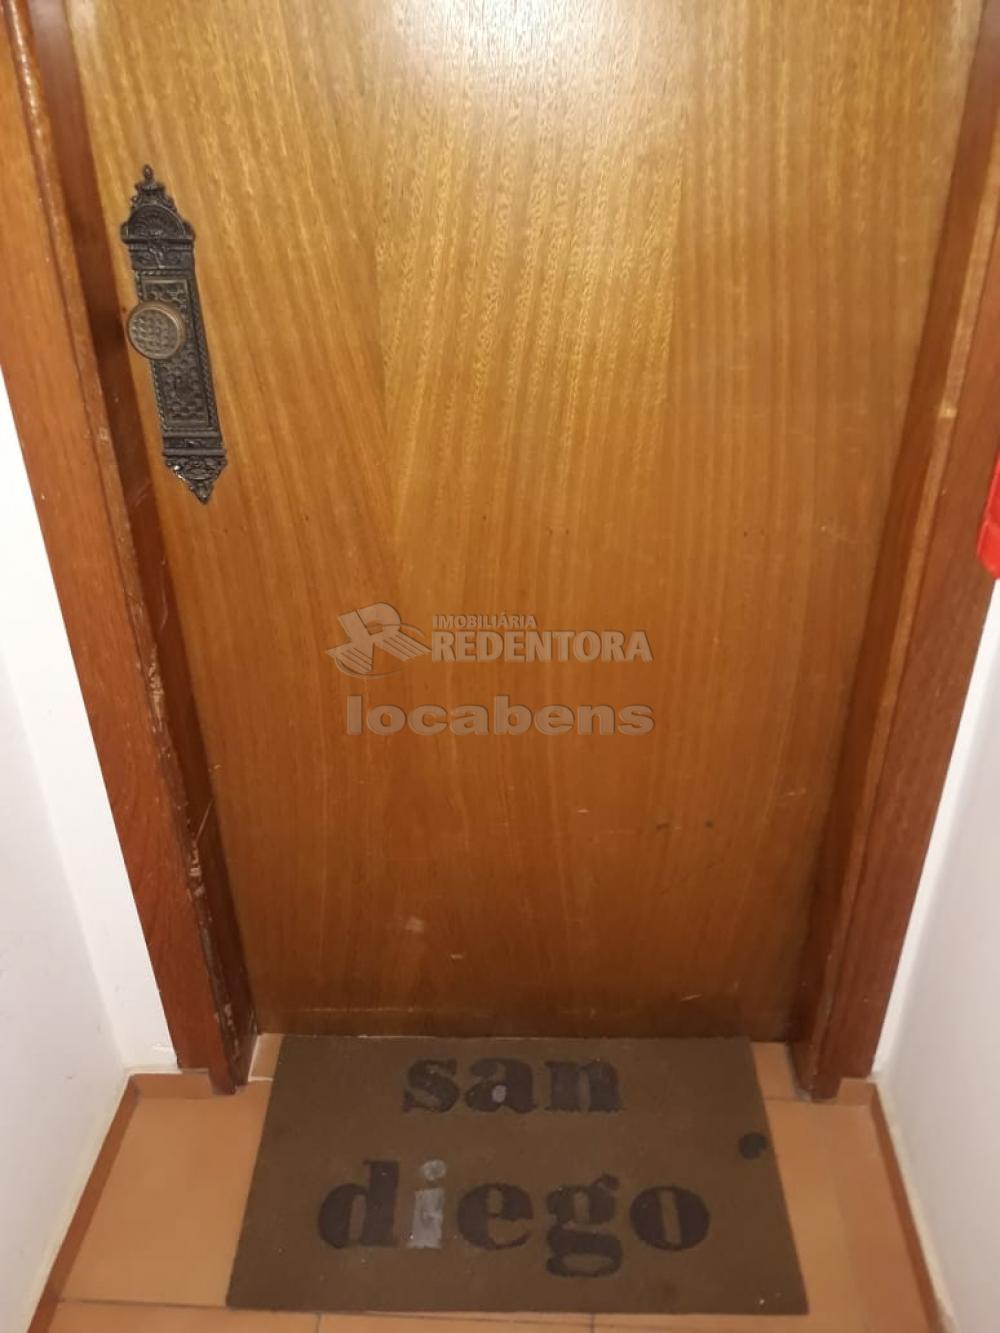 IMOBILIÁRIA
REDENTORA
locabens
san
diego